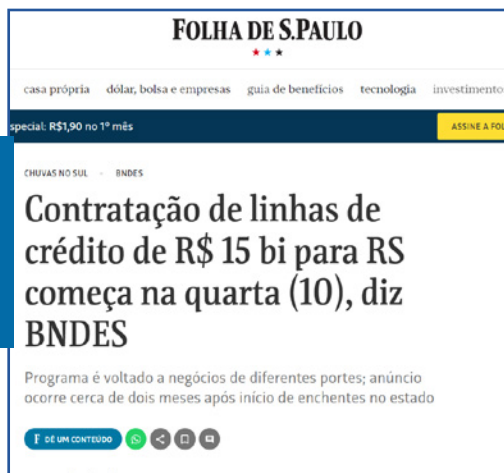 FOLHA DE S.PAULO
casa própria dólar, bolsa e empresas guia de benefícios tecnologia investimento
special: R$1,90 no 1º mês
ASSINE A FOL
CHUVAS NO SUL · BNDES
Contratação de linhas de
crédito de R$ 15 bi para RS
começa na quarta (10), diz
BNDES
Programa é voltado a negócios de diferentes portes; anúncio
ocorre cerca de dois meses após início de enchentes no estado
F DÊ UM CONTEÚDO